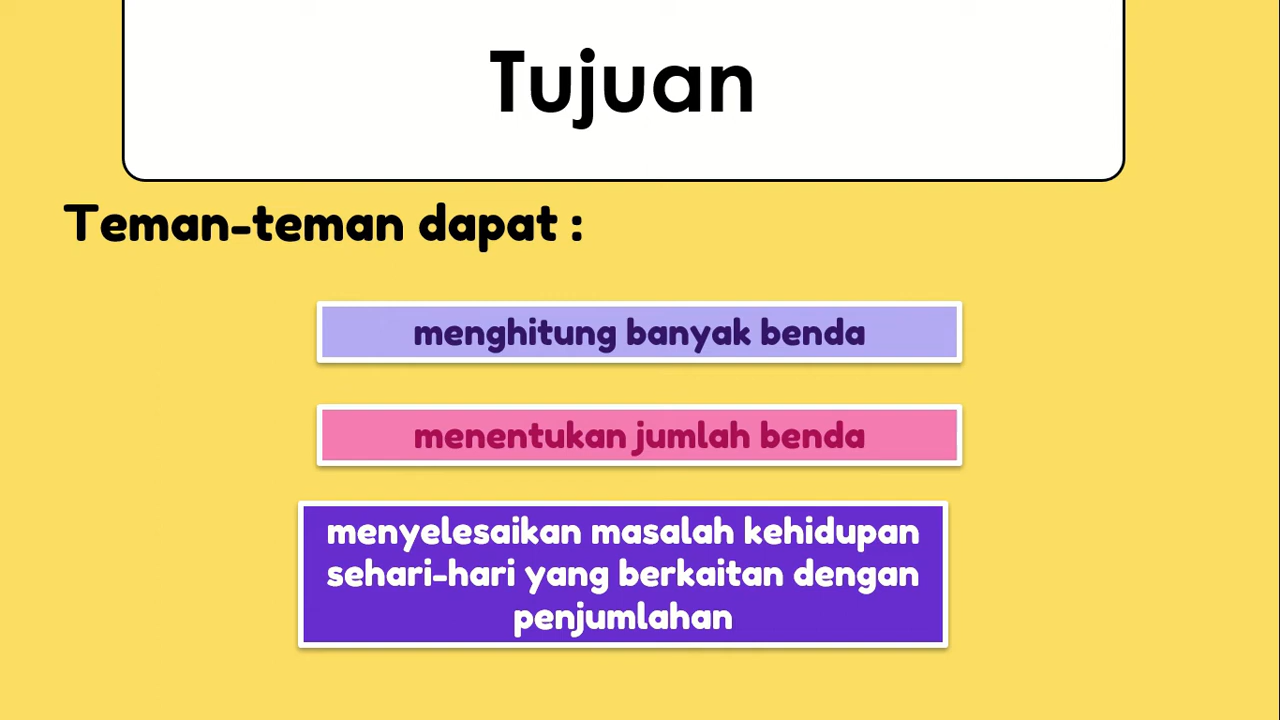 Tujuan
Teman-teman dapat :
menghitung banyak benda
menentukan jumlah benda
menyelesaikan masalah kehidupan
sehari-hari yang berkaitan dengan
penjumlahan